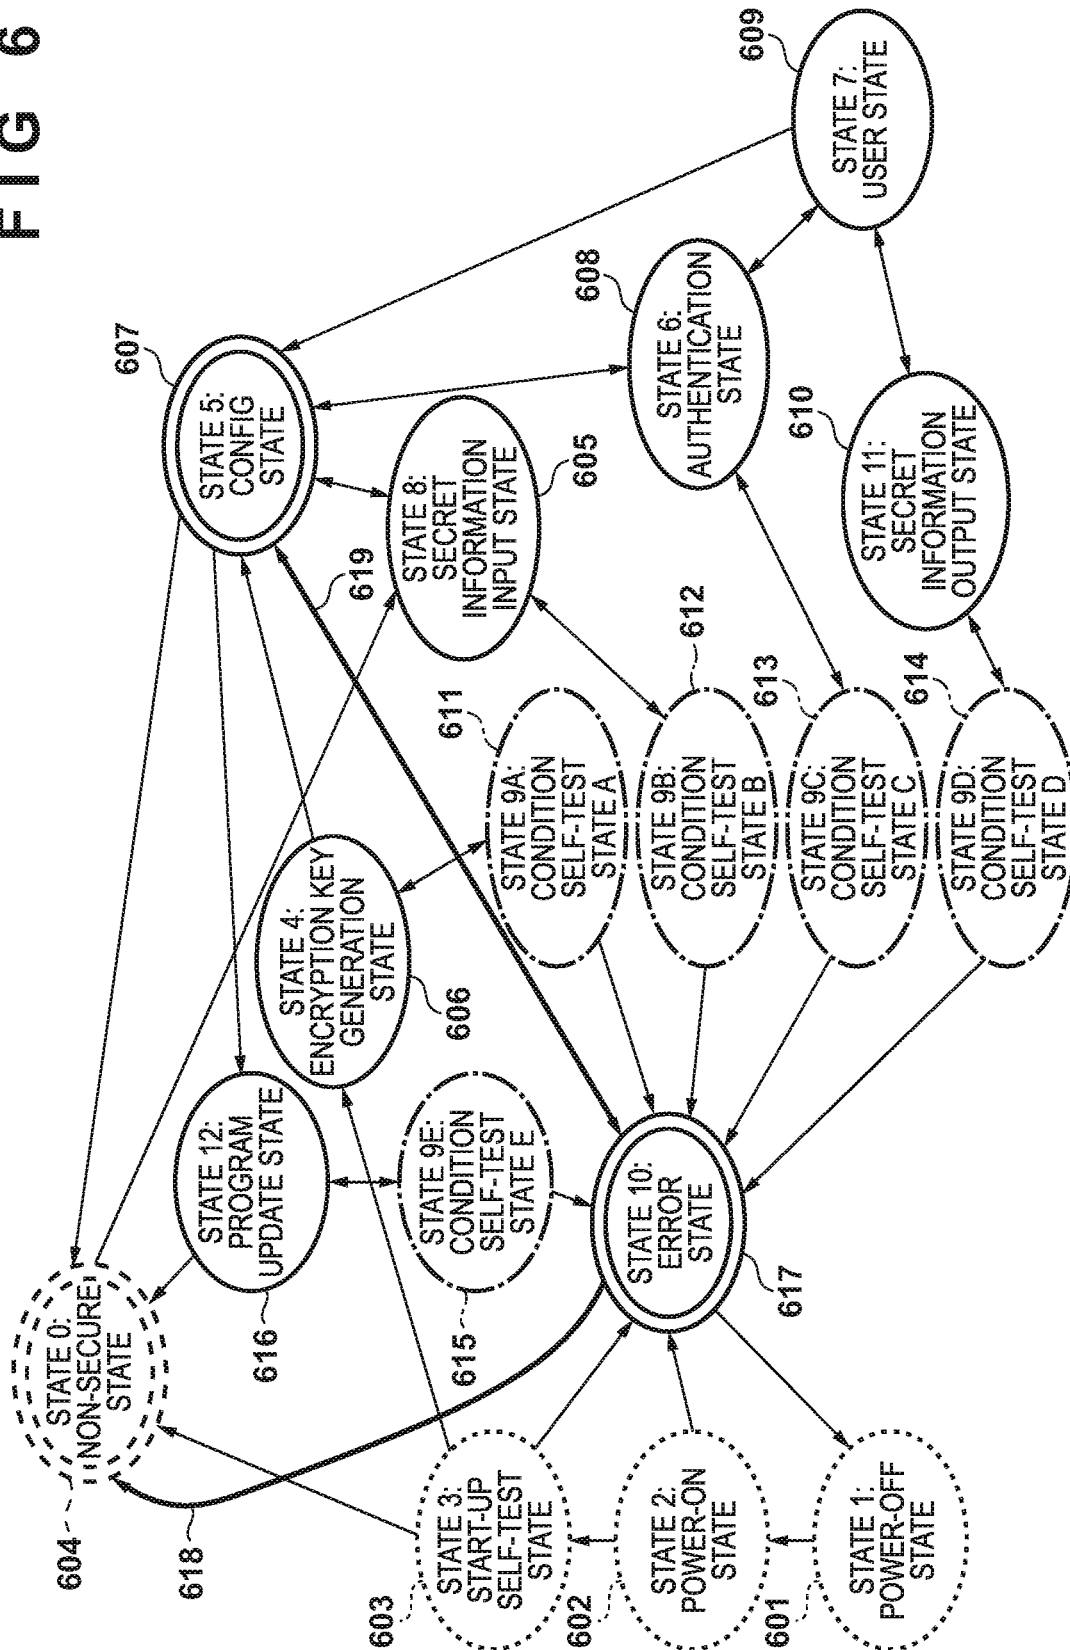 FIG 6
604
STATE 0:
NON-SECURE
STATE
618
603
STATE 3:
START-UP
SELF-TEST
STATE
602
STATE 2:
POWER-ON
STATE
601
STATE 1:
POWER-OFF
STATE
STATE 12:
PROGRAM
UPDATE STATE
616
STATE 9E:
CONDITION
SELF-TEST
STATE E
615
STATE 10:
ERROR
STATE
617
STATE 4:
ENCRYPTION KEY
GENERATION
STATE
606
611
STATE 9A:
CONDITION
SELF-TEST
STATE A
612
STATE 9B:
CONDITION
SELF-TEST
STATE B
613
STATE 9C:
CONDITION
SELF-TEST
STATE C
614
STATE 9D:
CONDITION
SELF-TEST
STATE D
607
STATE 5:
CONFIG
STATE
619
STATE 8:
SECRET
INFORMATION
INPUT STATE
605
608
STATE 6:
AUTHENTICATION
STATE
610
STATE 11:
SECRET
INFORMATION
OUTPUT STATE
609
STATE 7:
USER STATE